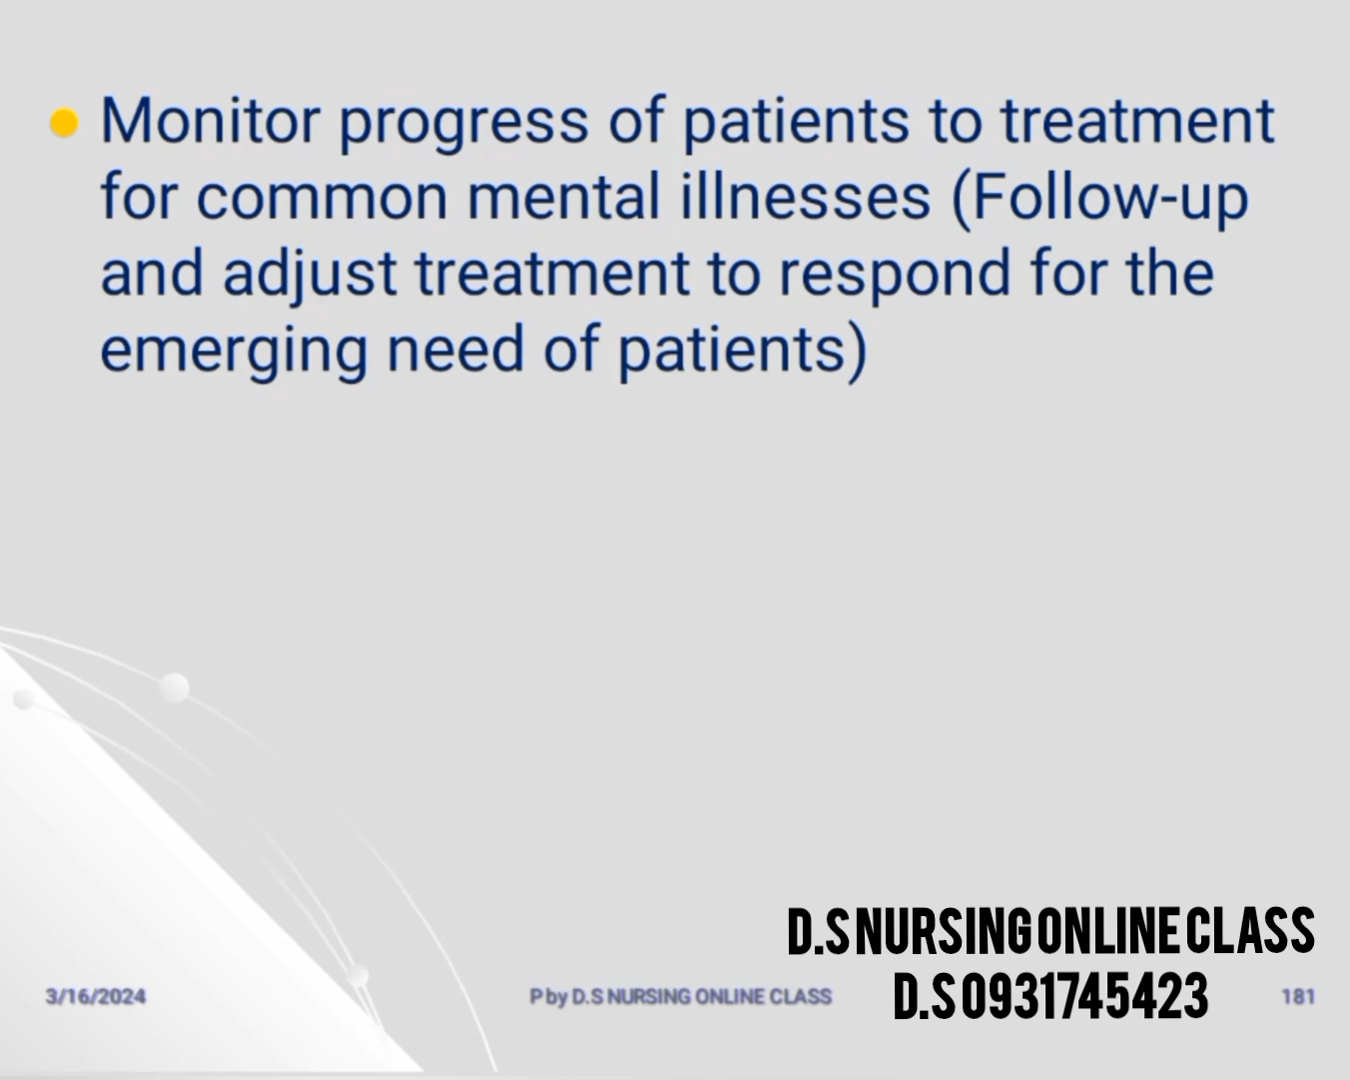 Monitor progress of patients to treatment
for common mental illnesses (Follow-up
and adjust treatment to respond for the
emerging need of patients)
D.S NURSING ONLINE CLASS
D.S 0931745423
3/16/2024
P by D.S NURSING ONLINE CLASS
181